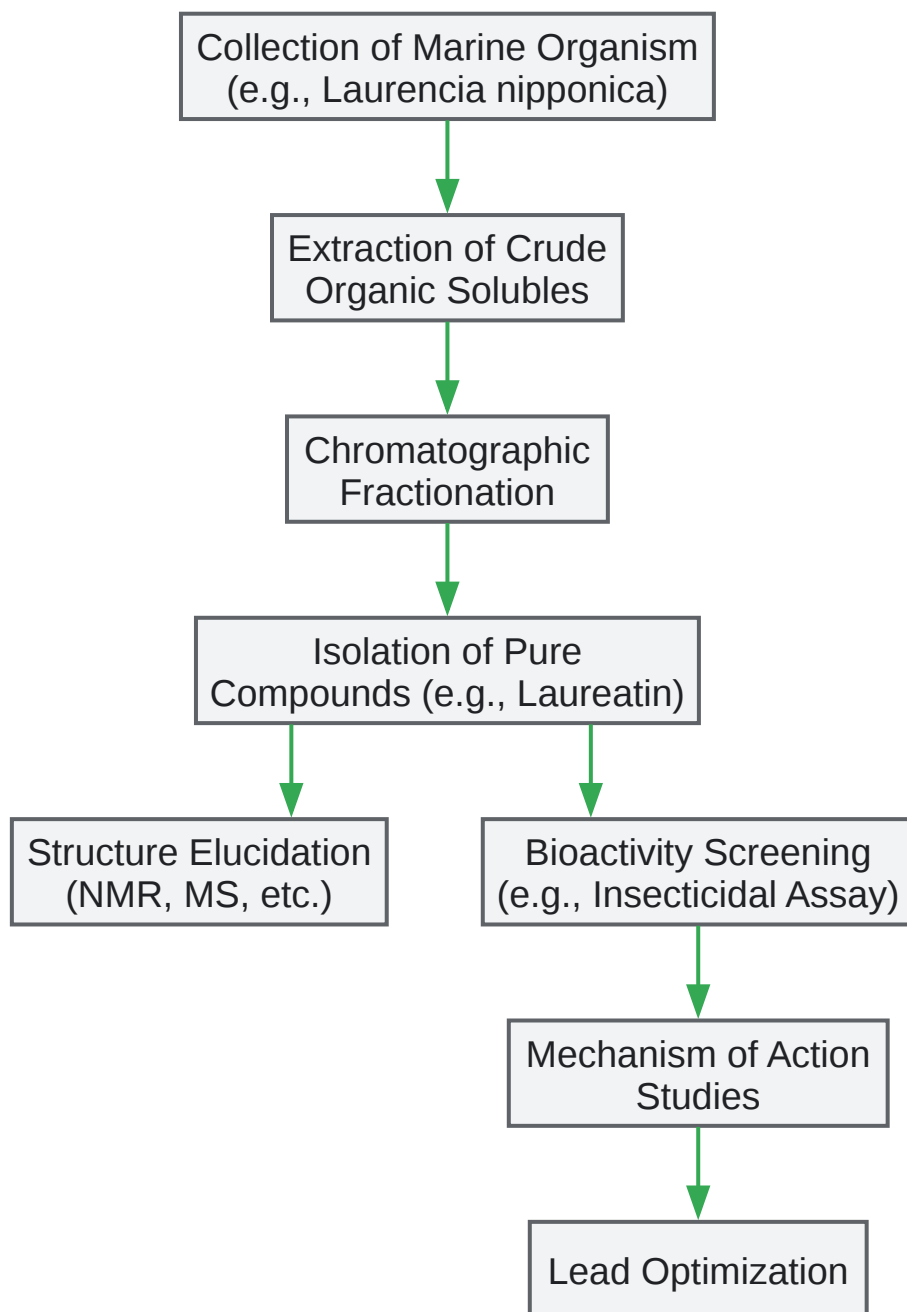 Collection of Marine Organism
(e.g., Laurencia nipponica)
Extraction of Crude
Organic Solubles
Chromatographic
Fractionation
Isolation of Pure
Compounds (e.g., Laureatin)
Structure Elucidation
(NMR, MS, etc.)
Bioactivity Screening
(e.g., Insecticidal Assay)
Mechanism of Action
Studies
Lead Optimization